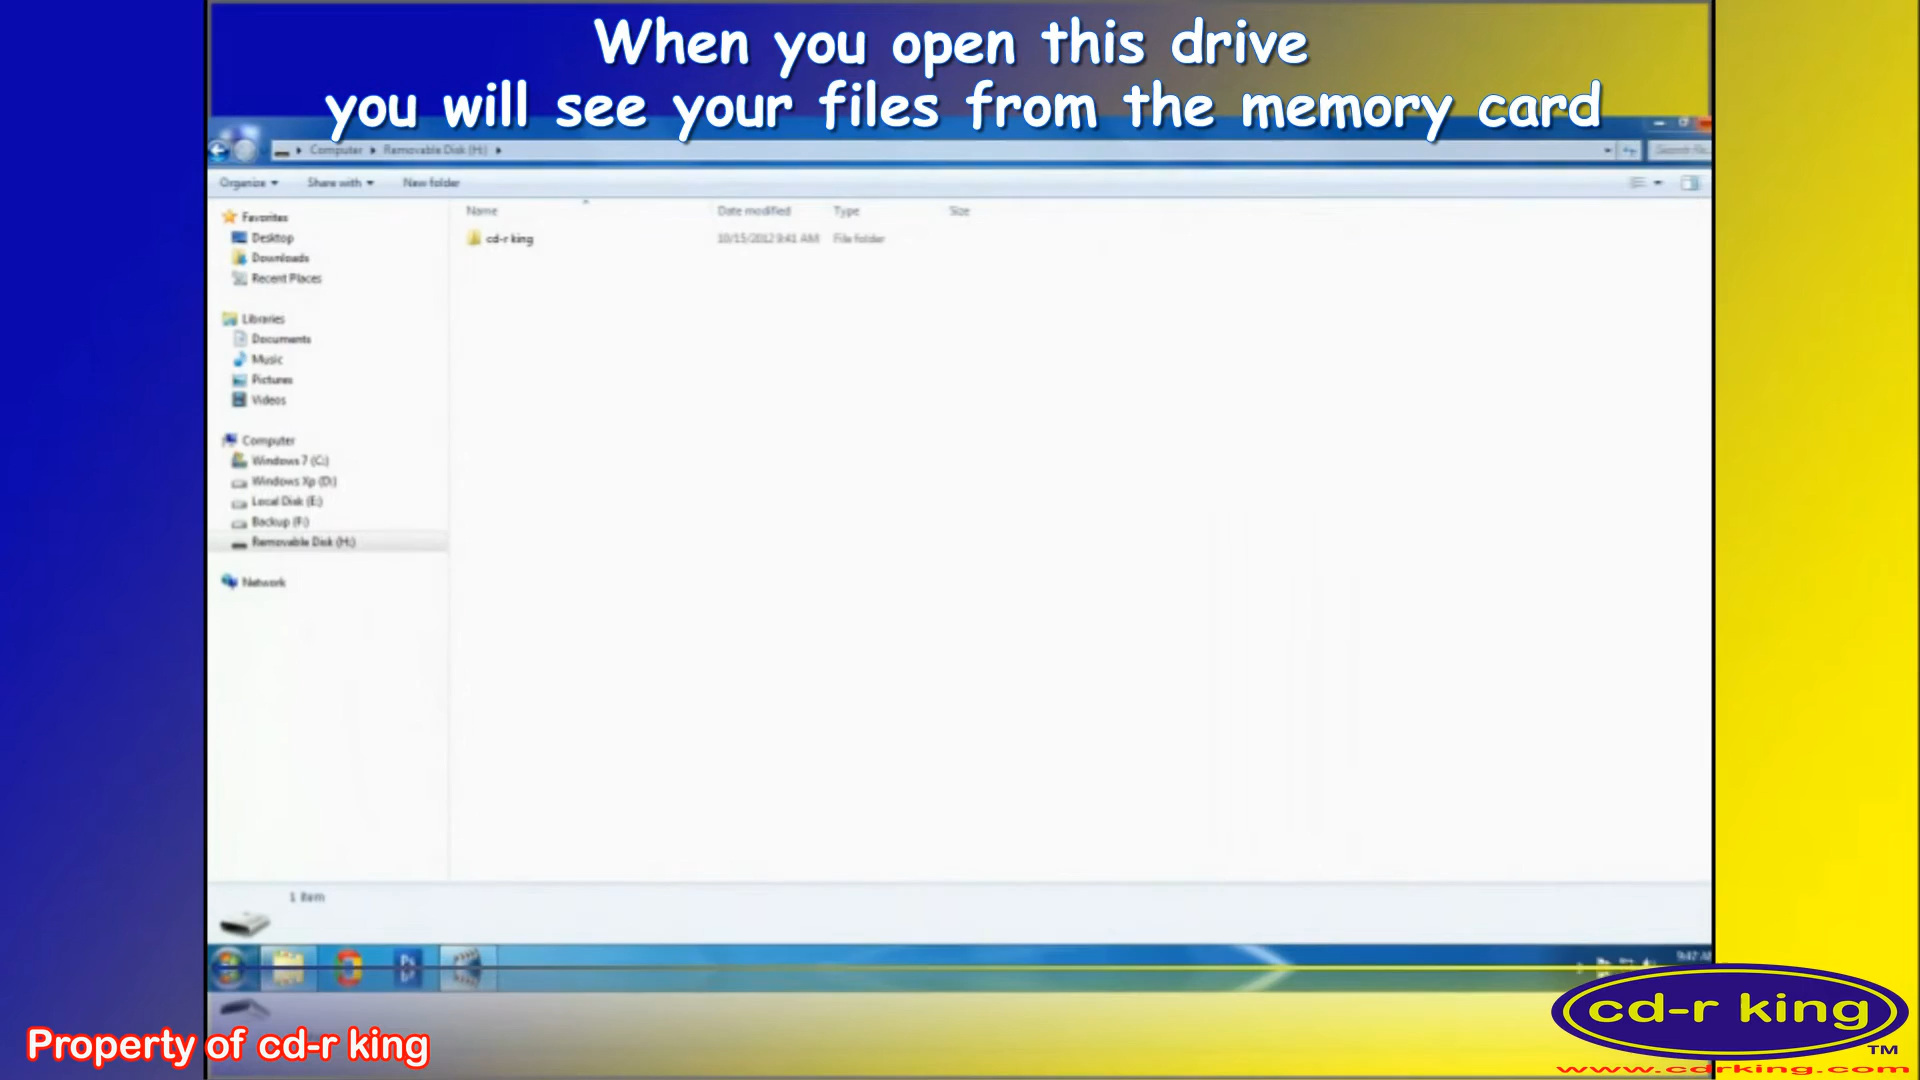 When you open this drive
you will see your files from the memory card
Computer Removable Disk (H:)
Organize Share with New folder
Name Date modified Type Size
cd-r king 10/15/2012 9:41 AM File folder
Favorites
Desktop
Downloads
Recent Places
Libraries
Documents
Music
Pictures
Videos
Computer
Windows 7 (C:)
Windows Xp (D:)
Local Disk (E:)
Backup (F:)
Removable Disk (H:)
Network
1 item
Ps
Property of cd-r king
cd-r king
TM
www.cdrking.com